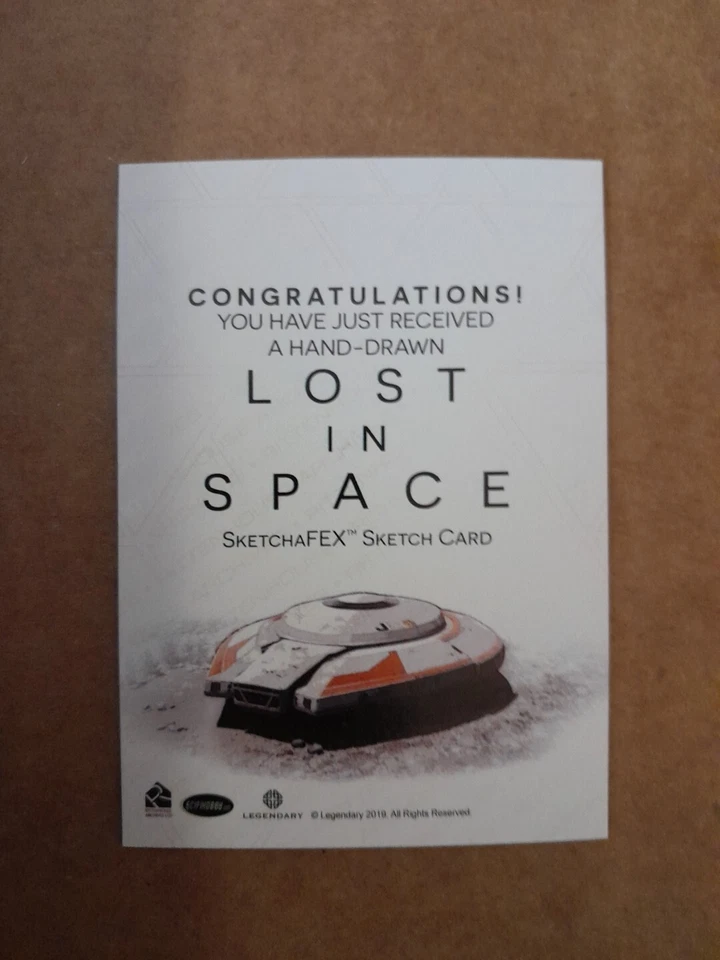 CONGRATULATIONS!
YOU HAVE JUST RECEIVED
A HAND-DRAWN
LOST
IN
SPACE
SKETCHAFEX™ SKETCH CARD
LEGENDARY © Legendary 2019. All Rights Reserved.